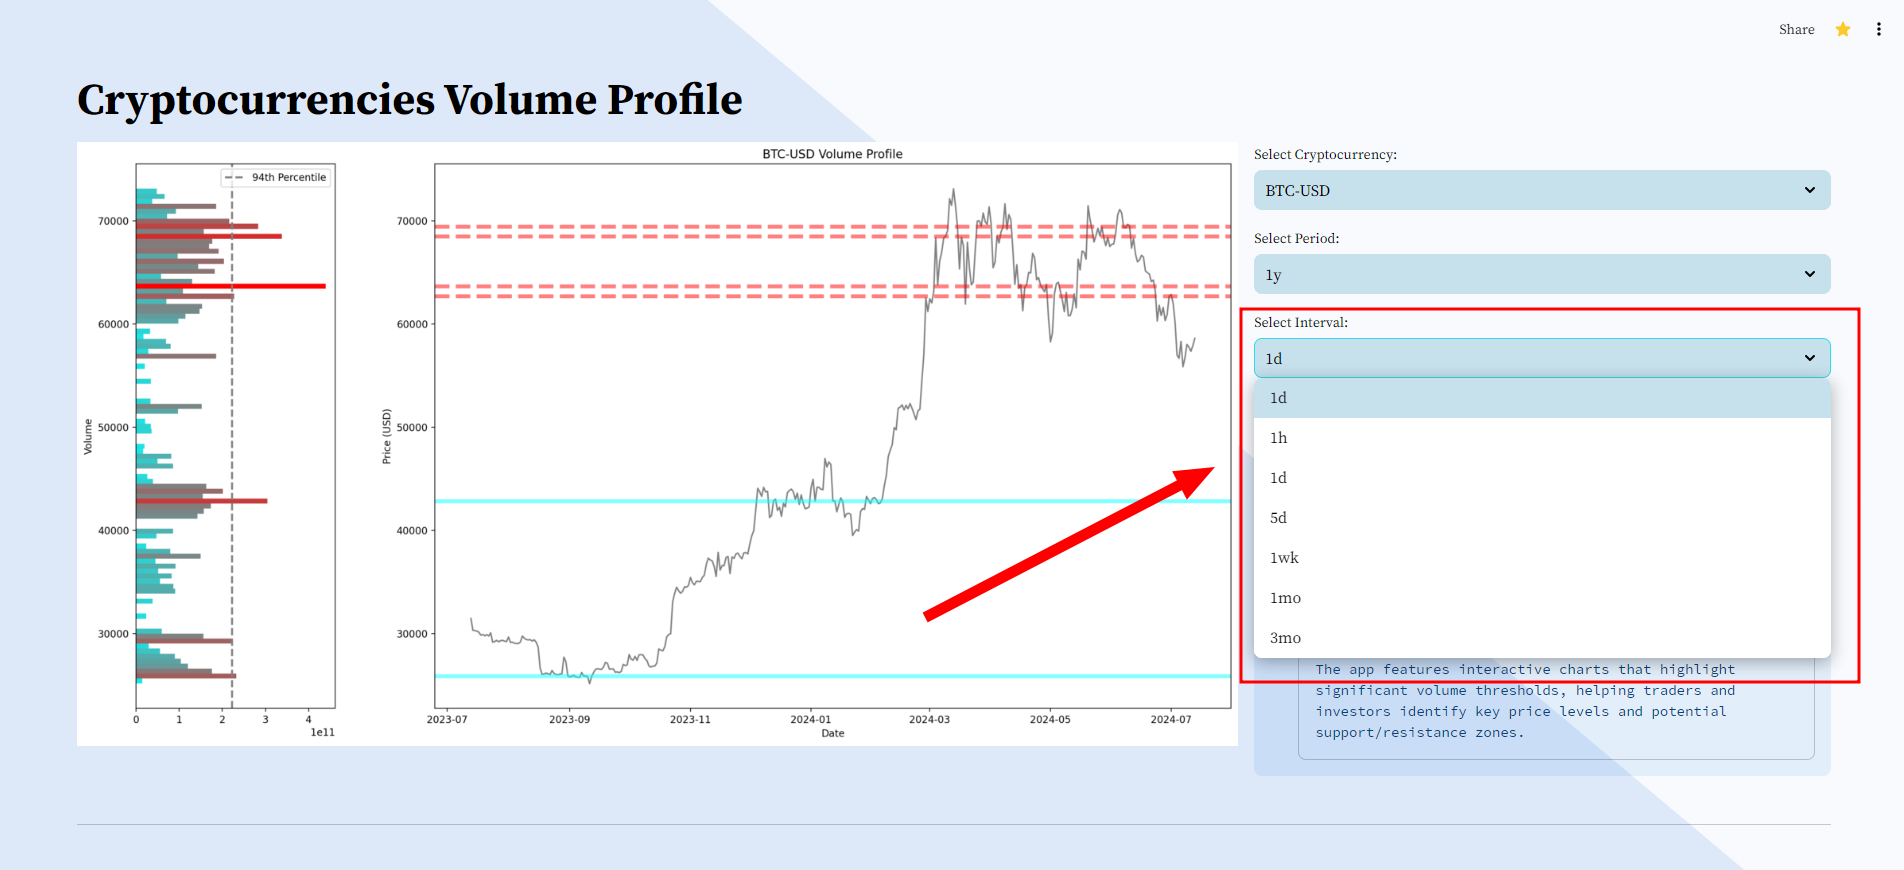 Share
Cryptocurrencies Volume Profile
BTC-USD Volume Profile
94th Percentile
70000
60000
50000
40000
30000
Volume
0 1 2 3 4
1e11
70000
60000
50000
40000
30000
Price (USD)
2023-07 2023-09 2023-11 2024-01 2024-03 2024-05 2024-07
Date
Select Cryptocurrency:
BTC-USD
Select Period:
1y
Select Interval:
1d
1d
1h
1d
5d
1wk
1mo
3mo
The app features interactive charts that highlight
significant volume thresholds, helping traders and
investors identify key price levels and potential
support/resistance zones.